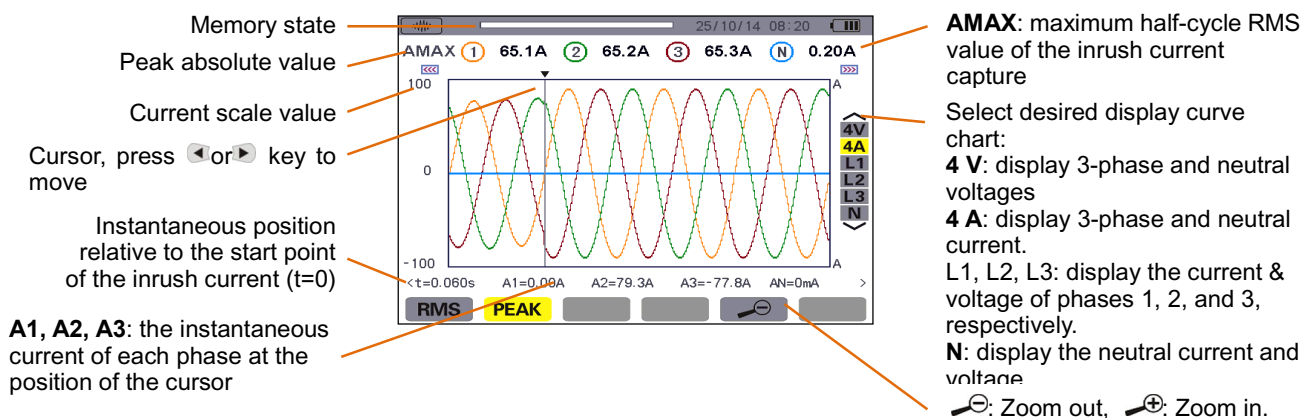 Memory state
Peak absolute value
Current scale value
Cursor, press or key to
move
Instantaneous position
relative to the start point
of the inrush current (t=0)
A1, A2, A3: the instantaneous
current of each phase at the
position of the cursor
25/10/14 08:20
AMAX 1 65.1A 2 65.2A 3 65.3A N 0.20A
<<< >>>
100 A
0
-100 A
4V
4A
L1
L2
L3
N
<t=0.060s A1=0.00A A2=79.3A A3=-77.8A AN=0mA >
RMS PEAK
AMAX: maximum half-cycle RMS
value of the inrush current
capture
Select desired display curve
chart:
4 V: display 3-phase and neutral
voltages
4 A: display 3-phase and neutral
current.
L1, L2, L3: display the current &
voltage of phases 1, 2, and 3,
respectively.
N: display the neutral current and
voltage
: Zoom out, : Zoom in.